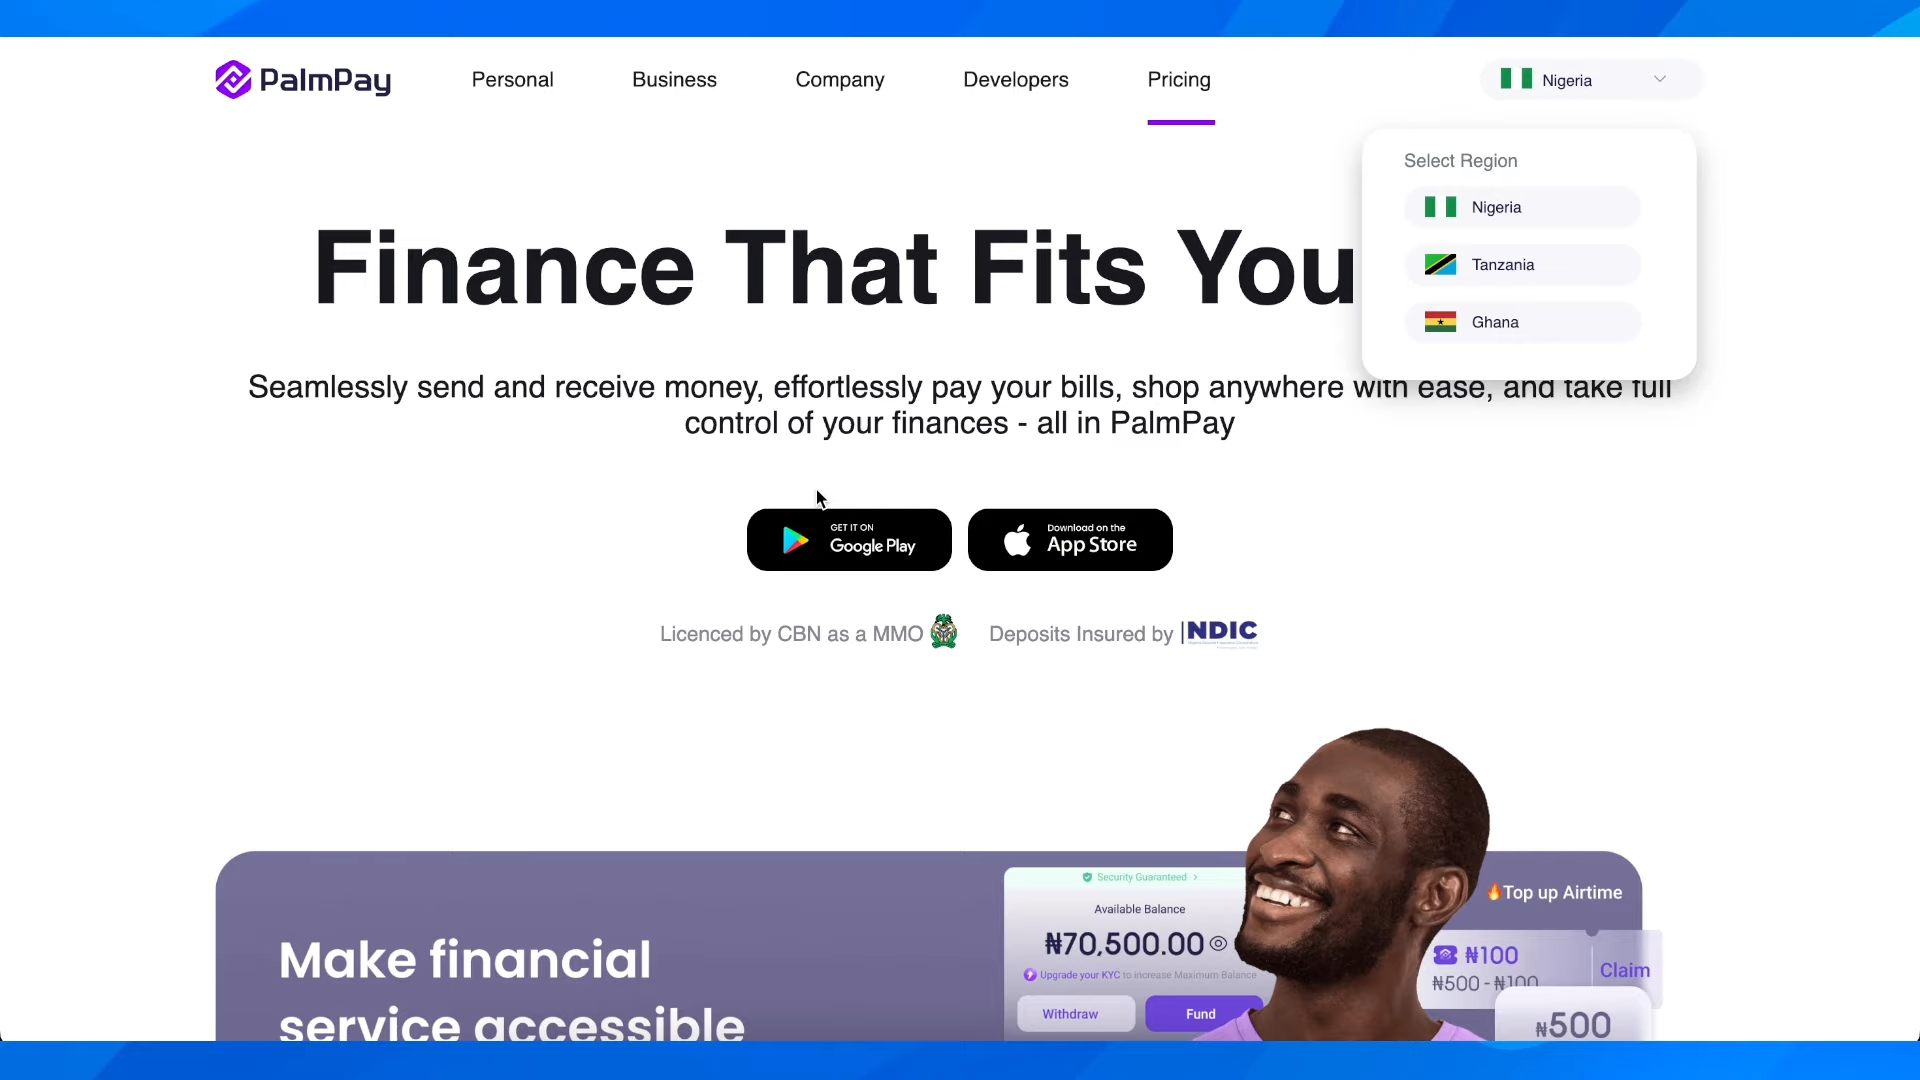 PalmPay
Personal
Business
Company
Developers
Pricing
Nigeria
Select Region
Nigeria
Tanzania
Ghana
Finance That Fits You
Seamlessly send and receive money, effortlessly pay your bills, shop anywhere with ease, and take full
control of your finances - all in PalmPay
GET IT ON
Google Play
Download on the
App Store
Licenced by CBN as a MMO
Deposits Insured by
NDIC
Make financial
service accessible
Security Guaranteed >
Available Balance
₦70,500.00
Upgrade your KYC to increase Maximum Balance
Withdraw
Fund
Top up Airtime
₦100
₦500 - ₦100
Claim
₦500